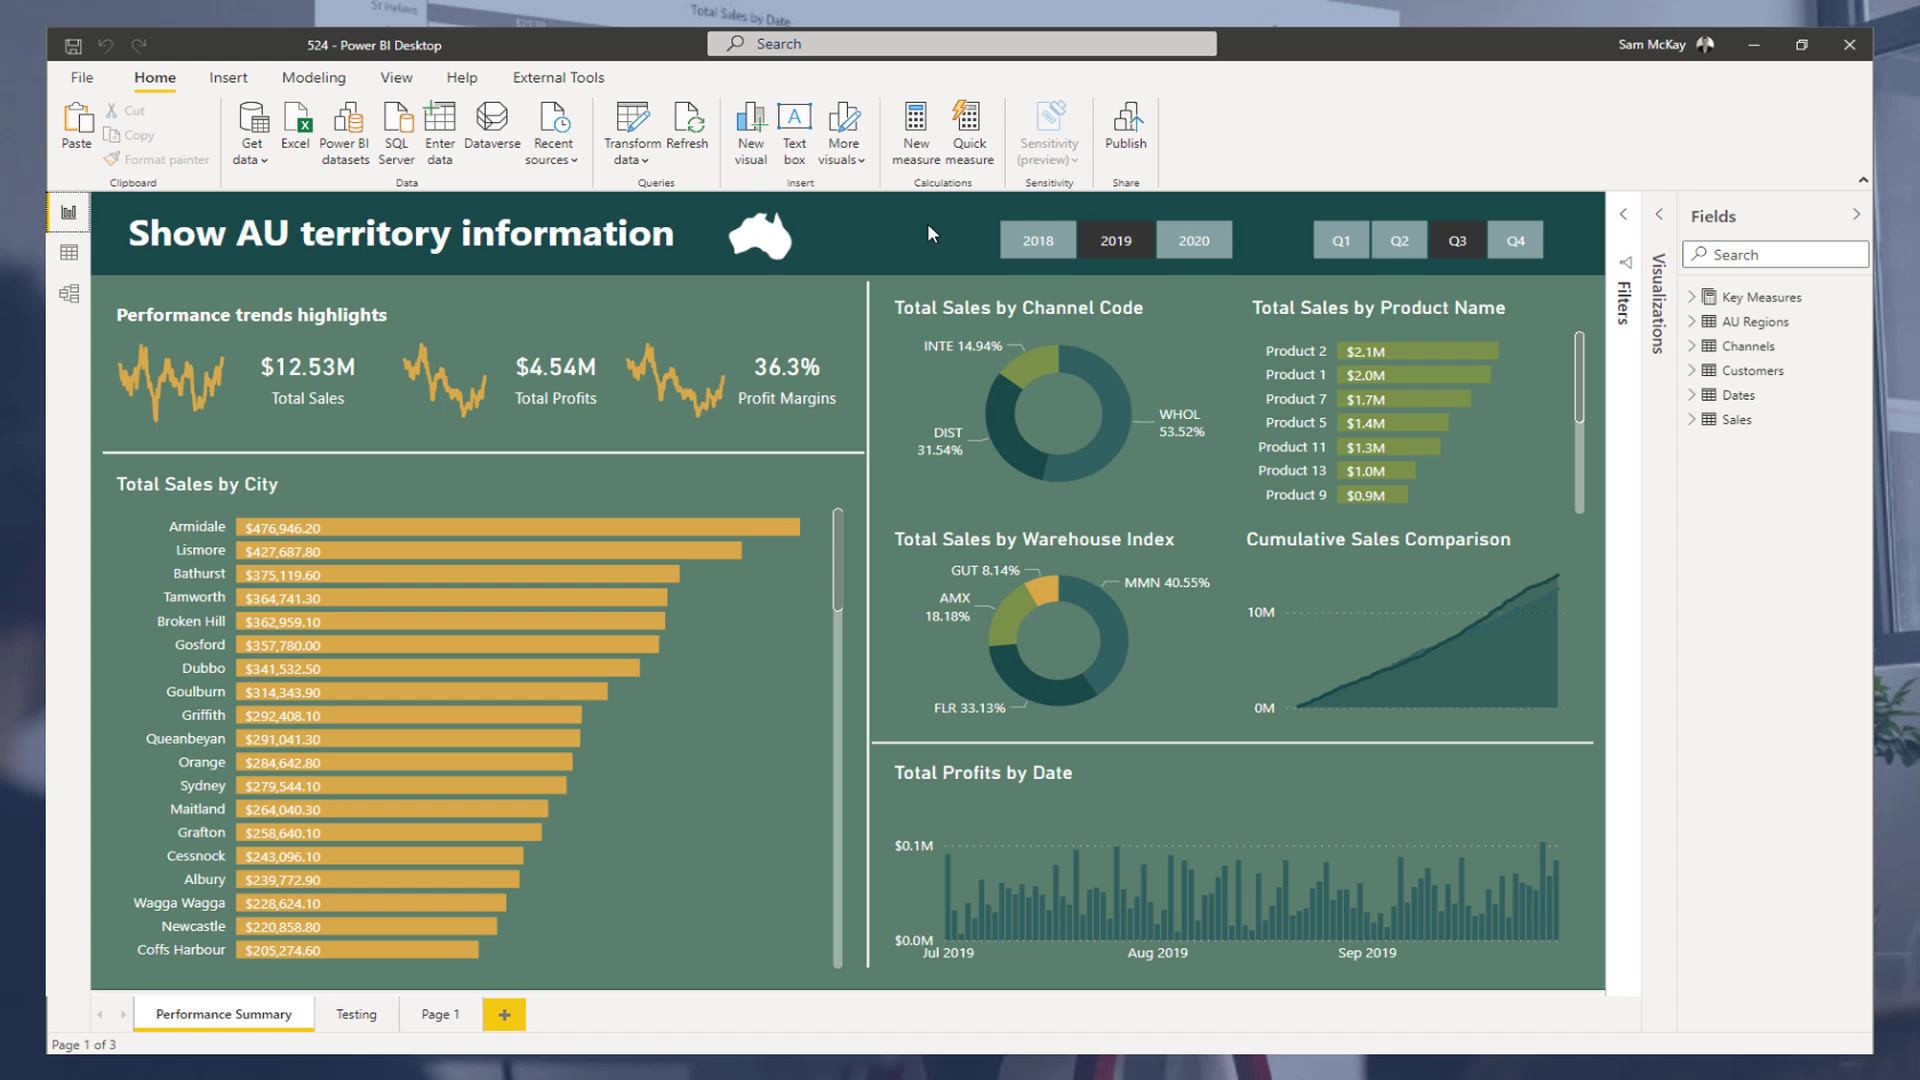 St Heliers
Total Sales by Date
524 - Power BI Desktop
Search
Sam McKay
File Home Insert Modeling View Help External Tools
Paste
Cut
Copy
Format painter
Clipboard
Get data
Excel
Power BI datasets
SQL Server
Enter data
Dataverse
Recent sources
Data
Transform data
Refresh
Queries
New visual
Text box
More visuals
Insert
New measure
Quick measure
Calculations
Sensitivity (preview)
Sensitivity
Publish
Share
Show AU territory information
2018 2019 2020
Q1 Q2 Q3 Q4
Performance trends highlights
$12.53M
Total Sales
$4.54M
Total Profits
36.3%
Profit Margins
Total Sales by City
Armidale $476,946.20
Lismore $427,687.80
Bathurst $375,119.60
Tamworth $364,741.30
Broken Hill $362,959.10
Gosford $357,780.00
Dubbo $341,532.50
Goulburn $314,343.90
Griffith $292,408.10
Queanbeyan $291,041.30
Orange $284,642.80
Sydney $279,544.10
Maitland $264,040.30
Grafton $258,640.10
Cessnock $243,096.10
Albury $239,772.90
Wagga Wagga $228,624.10
Newcastle $220,858.80
Coffs Harbour $205,274.60
Total Sales by Channel Code
INTE 14.94%
WHOL
53.52%
DIST
31.54%
Total Sales by Product Name
Product 2 $2.1M
Product 1 $2.0M
Product 7 $1.7M
Product 5 $1.4M
Product 11 $1.3M
Product 13 $1.0M
Product 9 $0.9M
Total Sales by Warehouse Index
GUT 8.14%
MMN 40.55%
AMX
18.18%
FLR 33.13%
Cumulative Sales Comparison
10M
0M
Total Profits by Date
$0.1M
$0.0M
Jul 2019 Aug 2019 Sep 2019
Filters
Visualizations
Fields
Search
Key Measures
AU Regions
Channels
Customers
Dates
Sales
Performance Summary Testing Page 1
Page 1 of 3